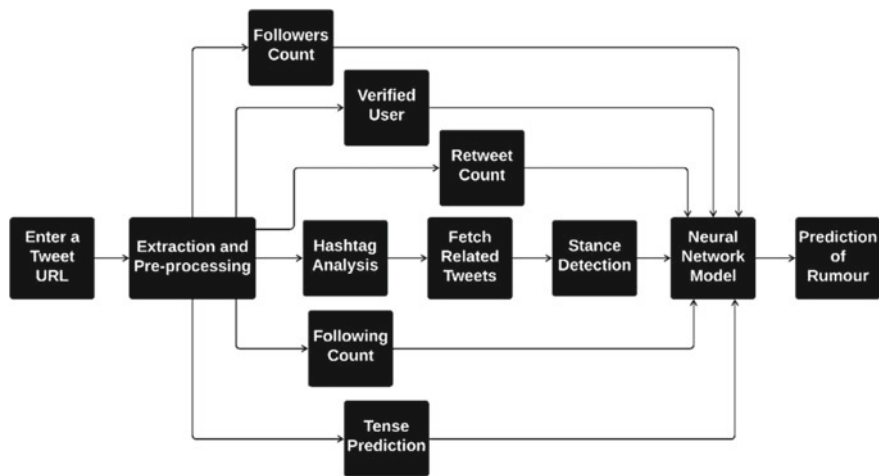 Followers
Count
Verified
User
Retweet
Count
Enter a
Tweet
URL
Extraction and
Pre-processing
Hashtag
Analysis
Fetch
Related
Tweets
Stance
Detection
Neural
Network
Model
Prediction
of
Rumour
Following
Count
Tense
Prediction